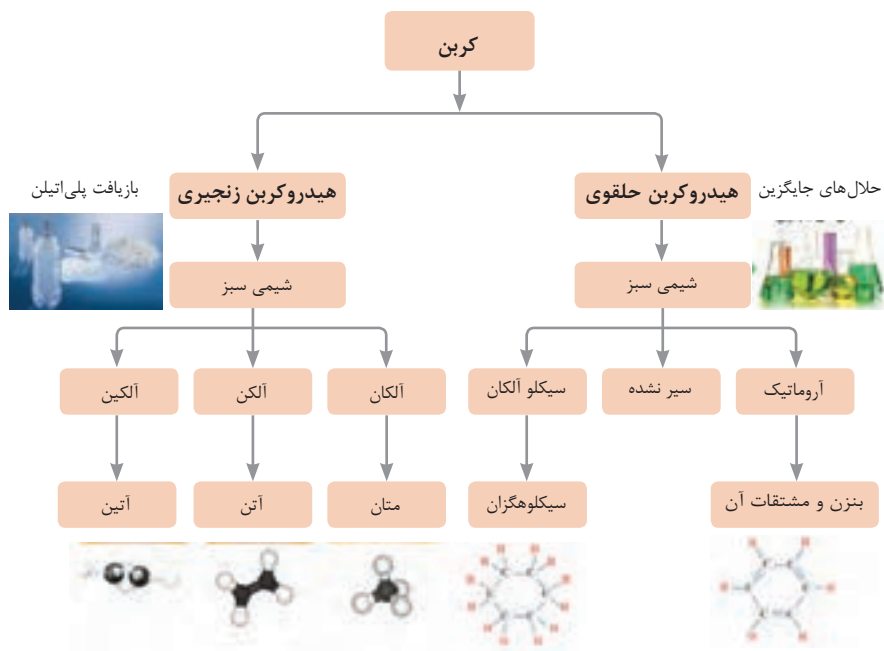 کربن
هیدروکربن حلقوی
هیدروکربن زنجیری
حلال‌های جایگزین
بازیافت پلی‌اتیلن
شیمی سبز
شیمی سبز
آروماتیک
سیر نشده
سیکلو آلکان
آلکان
آلکن
آلکین
بنزن و مشتقات آن
سیکلوهگزان
متان
آتن
آتین